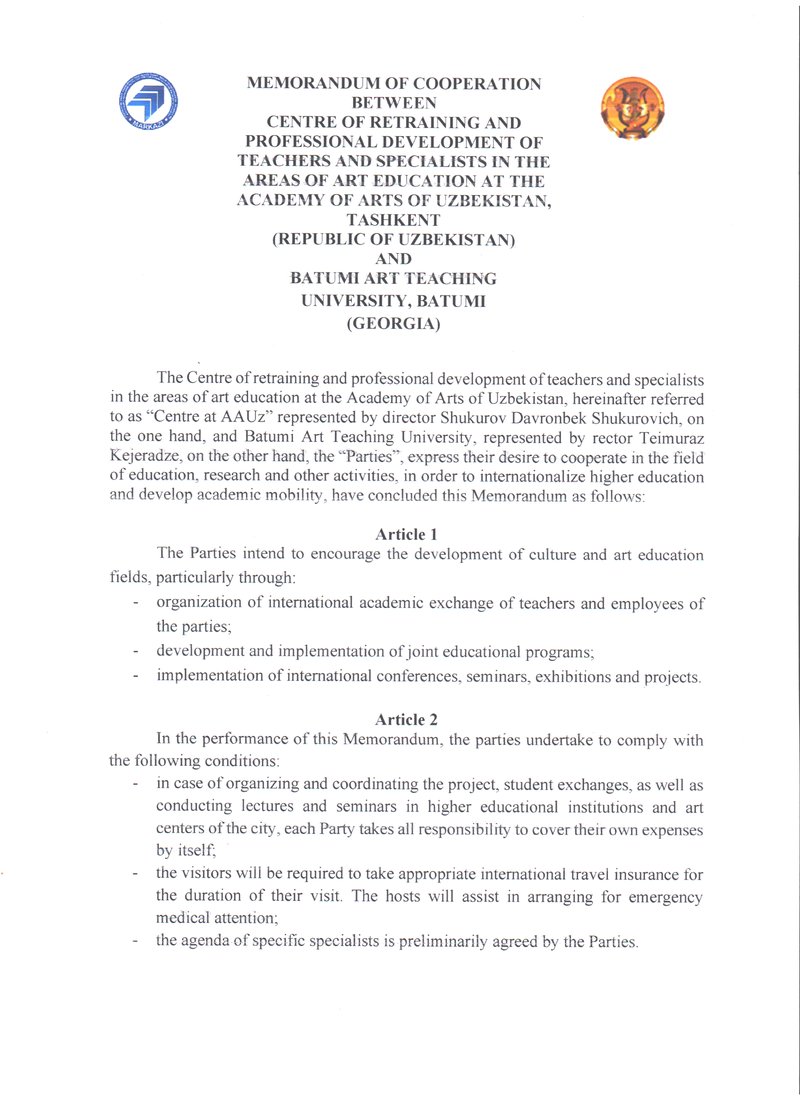 MARKAZI
MEMORANDUM OF COOPERATION
BETWEEN
CENTRE OF RETRAINING AND
PROFESSIONAL DEVELOPMENT OF
TEACHERS AND SPECIALISTS IN THE
AREAS OF ART EDUCATION AT THE
ACADEMY OF ARTS OF UZBEKISTAN,
TASHKENT
(REPUBLIC OF UZBEKISTAN)
AND
BATUMI ART TEACHING
UNIVERSITY, BATUMI
(GEORGIA)
The Centre of retraining and professional development of teachers and specialists
in the areas of art education at the Academy of Arts of Uzbekistan, hereinafter referred
to as “Centre at AAUz” represented by director Shukurov Davronbek Shukurovich, on
the one hand, and Batumi Art Teaching University, represented by rector Teimuraz
Kejeradze, on the other hand, the “Parties”, express their desire to cooperate in the field
of education, research and other activities, in order to internationalize higher education
and develop academic mobility, have concluded this Memorandum as follows:
Article 1
The Parties intend to encourage the development of culture and art education
fields, particularly through:
- organization of international academic exchange of teachers and employees of
the parties;
- development and implementation of joint educational programs;
- implementation of international conferences, seminars, exhibitions and projects.
Article 2
In the performance of this Memorandum, the parties undertake to comply with
the following conditions:
- in case of organizing and coordinating the project, student exchanges, as well as
conducting lectures and seminars in higher educational institutions and art
centers of the city, each Party takes all responsibility to cover their own expenses
by itself;
- the visitors will be required to take appropriate international travel insurance for
the duration of their visit. The hosts will assist in arranging for emergency
medical attention;
- the agenda of specific specialists is preliminarily agreed by the Parties.